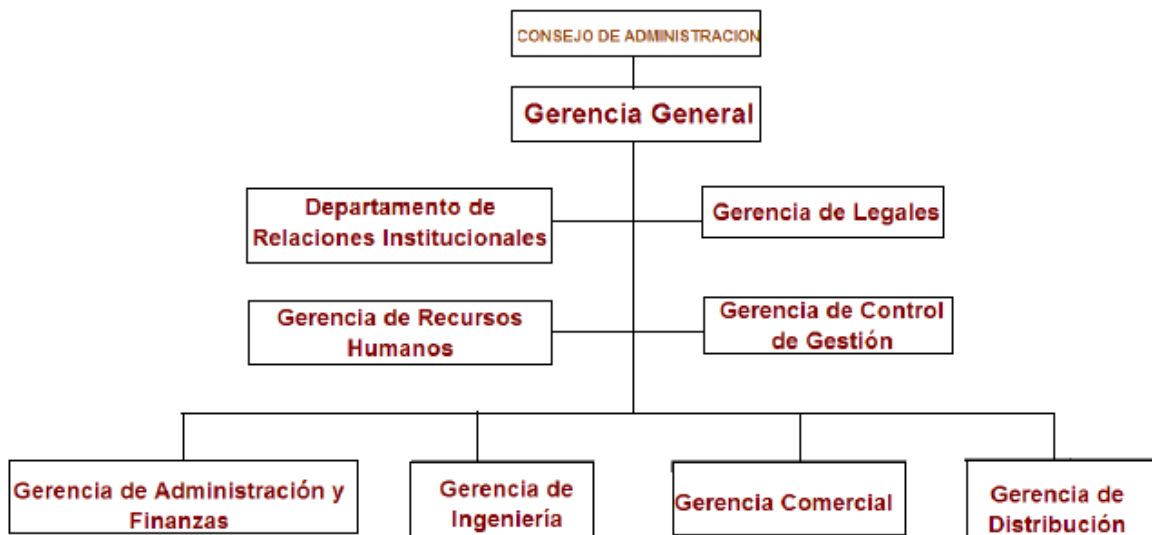 CONSEJO DE ADMINISTRACION
Gerencia General
Departamento de
Relaciones Institucionales
Gerencia de Legales
Gerencia de Recursos
Humanos
Gerencia de Control
de Gestión
Gerencia de Administración y
Finanzas
Gerencia de
Ingeniería
Gerencia Comercial
Gerencia de
Distribución